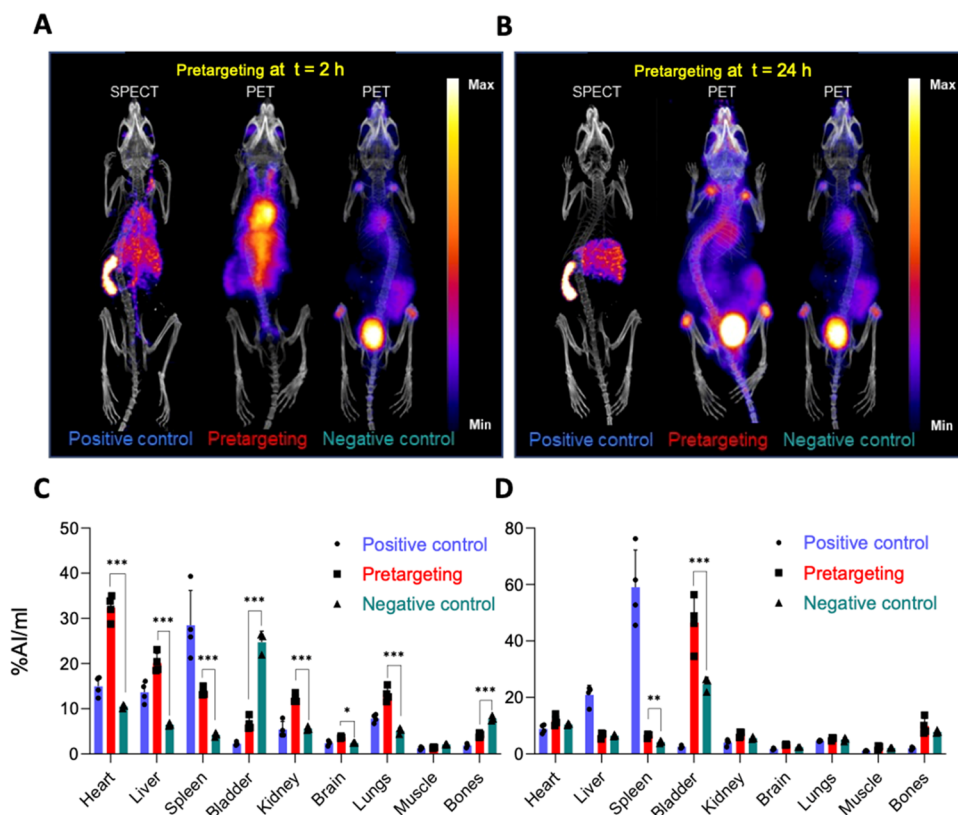 A
Pretargeting at t = 2 h
SPECT PET PET
Max
Min
Positive control Pretargeting Negative control
B
Pretargeting at t = 24 h
SPECT PET PET
Max
Min
Positive control Pretargeting Negative control
C
%AI/ml
50
40
30
20
10
0
Positive control
Pretargeting
Negative control
***
***
***
***
***
*
***
***
Heart
Liver
Spleen
Bladder
Kidney
Brain
Lungs
Muscle
Bones
D
80
60
40
20
0
Positive control
Pretargeting
Negative control
**
***
Heart
Liver
Spleen
Bladder
Kidney
Brain
Lungs
Muscle
Bones